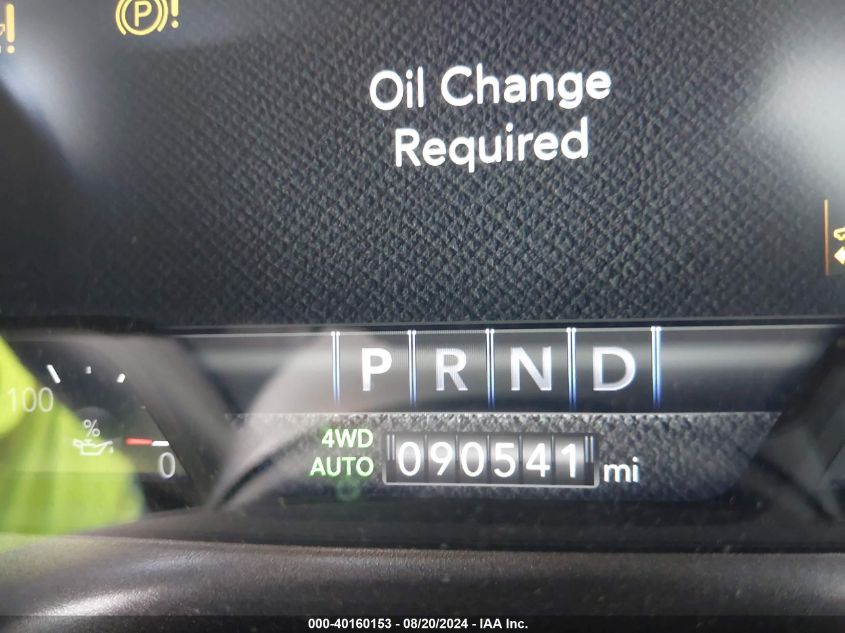 P!
Oil Change
Required
P R N D
100
%
0
4WD
AUTO
090541 mi
000-40160153 - 08/20/2024 - IAA Inc.